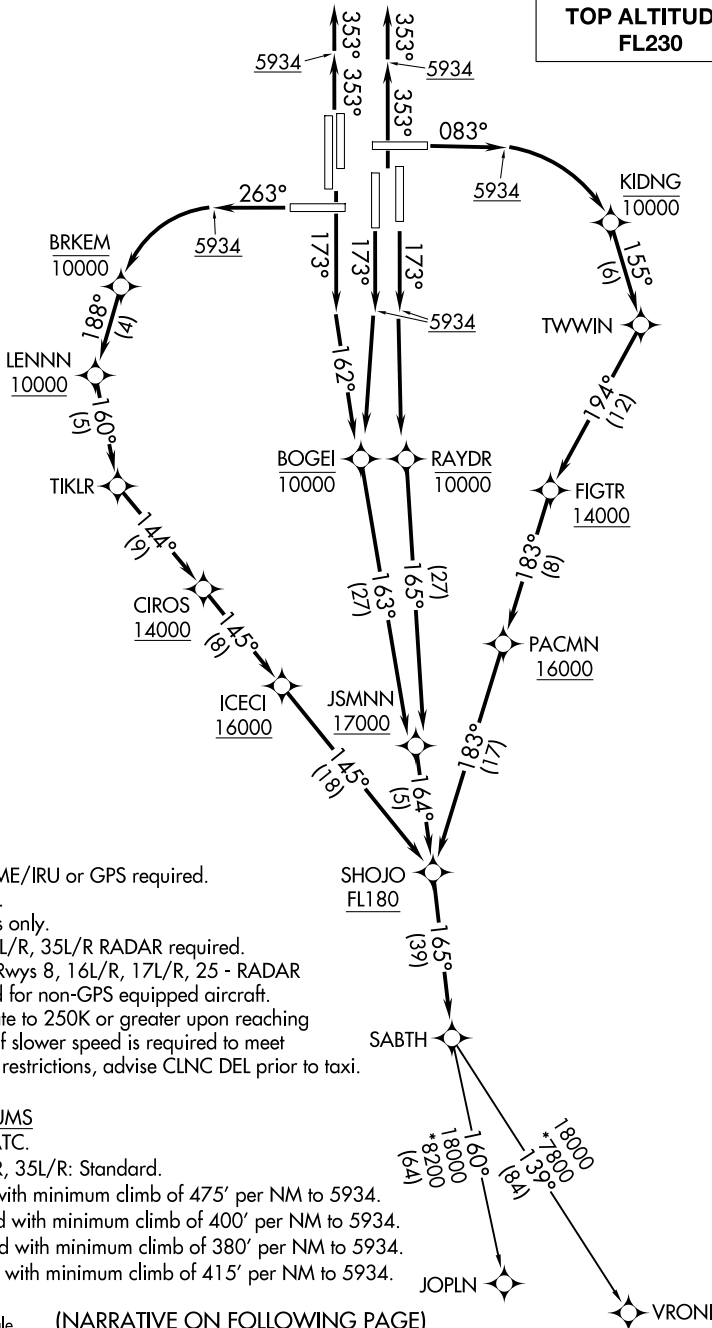 TOP ALTITUD
FL230
353°
353°
5934
5934
353°
353°
083°
5934
KIDNG
10000
263°
5934
BRKEM
10000
155°
(6)
173°
173°
173°
5934
188°
(4)
TWWIN
LENNN
10000
162°
160°
(5)
194°
(12)
BOGEI
10000
RAYDR
10000
TIKLR
FIGTR
14000
144°
(9)
183°
(8)
163°
(27)
165°
(27)
CIROS
14000
145°
(8)
PACMN
16000
ICECI
16000
JSMNN
17000
183°
(17)
145°
(18)
164°
(5)
ME/IRU or GPS required.
.
s only.
L/R, 35L/R RADAR required.
Rwys 8, 16L/R, 17L/R, 25 - RADAR
d for non-GPS equipped aircraft.
ate to 250K or greater upon reaching
f slower speed is required to meet
restrictions, advise CLNC DEL prior to taxi.
SHOJO
FL180
165°
(39)
SABTH
UMS
ATC.
R, 35L/R: Standard.
with minimum climb of 475' per NM to 5934.
d with minimum climb of 400' per NM to 5934.
d with minimum climb of 380' per NM to 5934.
with minimum climb of 415' per NM to 5934.
18000
*8200
160°
(64)
18000
*7800
139°
(84)
JOPLN
VRONI
(NARRATIVE ON FOLLOWING PAGE)